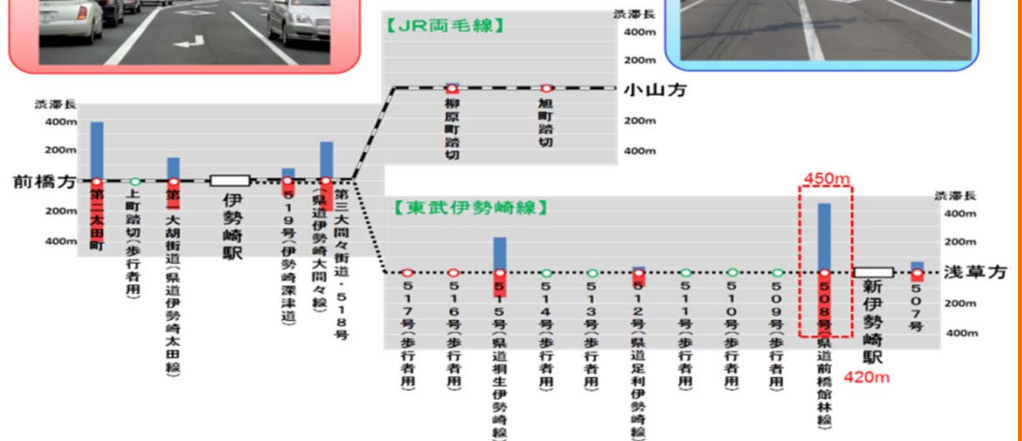 【JR両毛線】
渋滞長
400m
200m
小山方
柳原町踏切
旭町踏切
200m
400m
渋滞長
400m
200m
前橋方
200m
400m
第二太田町
上町踏切(歩行者用)
第一大胡街道(県道伊勢崎太田線)
伊勢崎駅
519号(伊勢崎深津道)
第三大間々街道・518号
(県道伊勢崎大間々線)
【東武伊勢崎線】
450m
渋滞長
400m
200m
浅草方
200m
400m
517号(歩行者用)
516号(歩行者用)
515号(県道桐生伊勢崎線)
514号(歩行者用)
513号(歩行者用)
512号(県道足利伊勢崎線)
511号(歩行者用)
510号(歩行者用)
509号(歩行者用)
508号(県道前橋館林線)
新伊勢崎駅
507号
420m